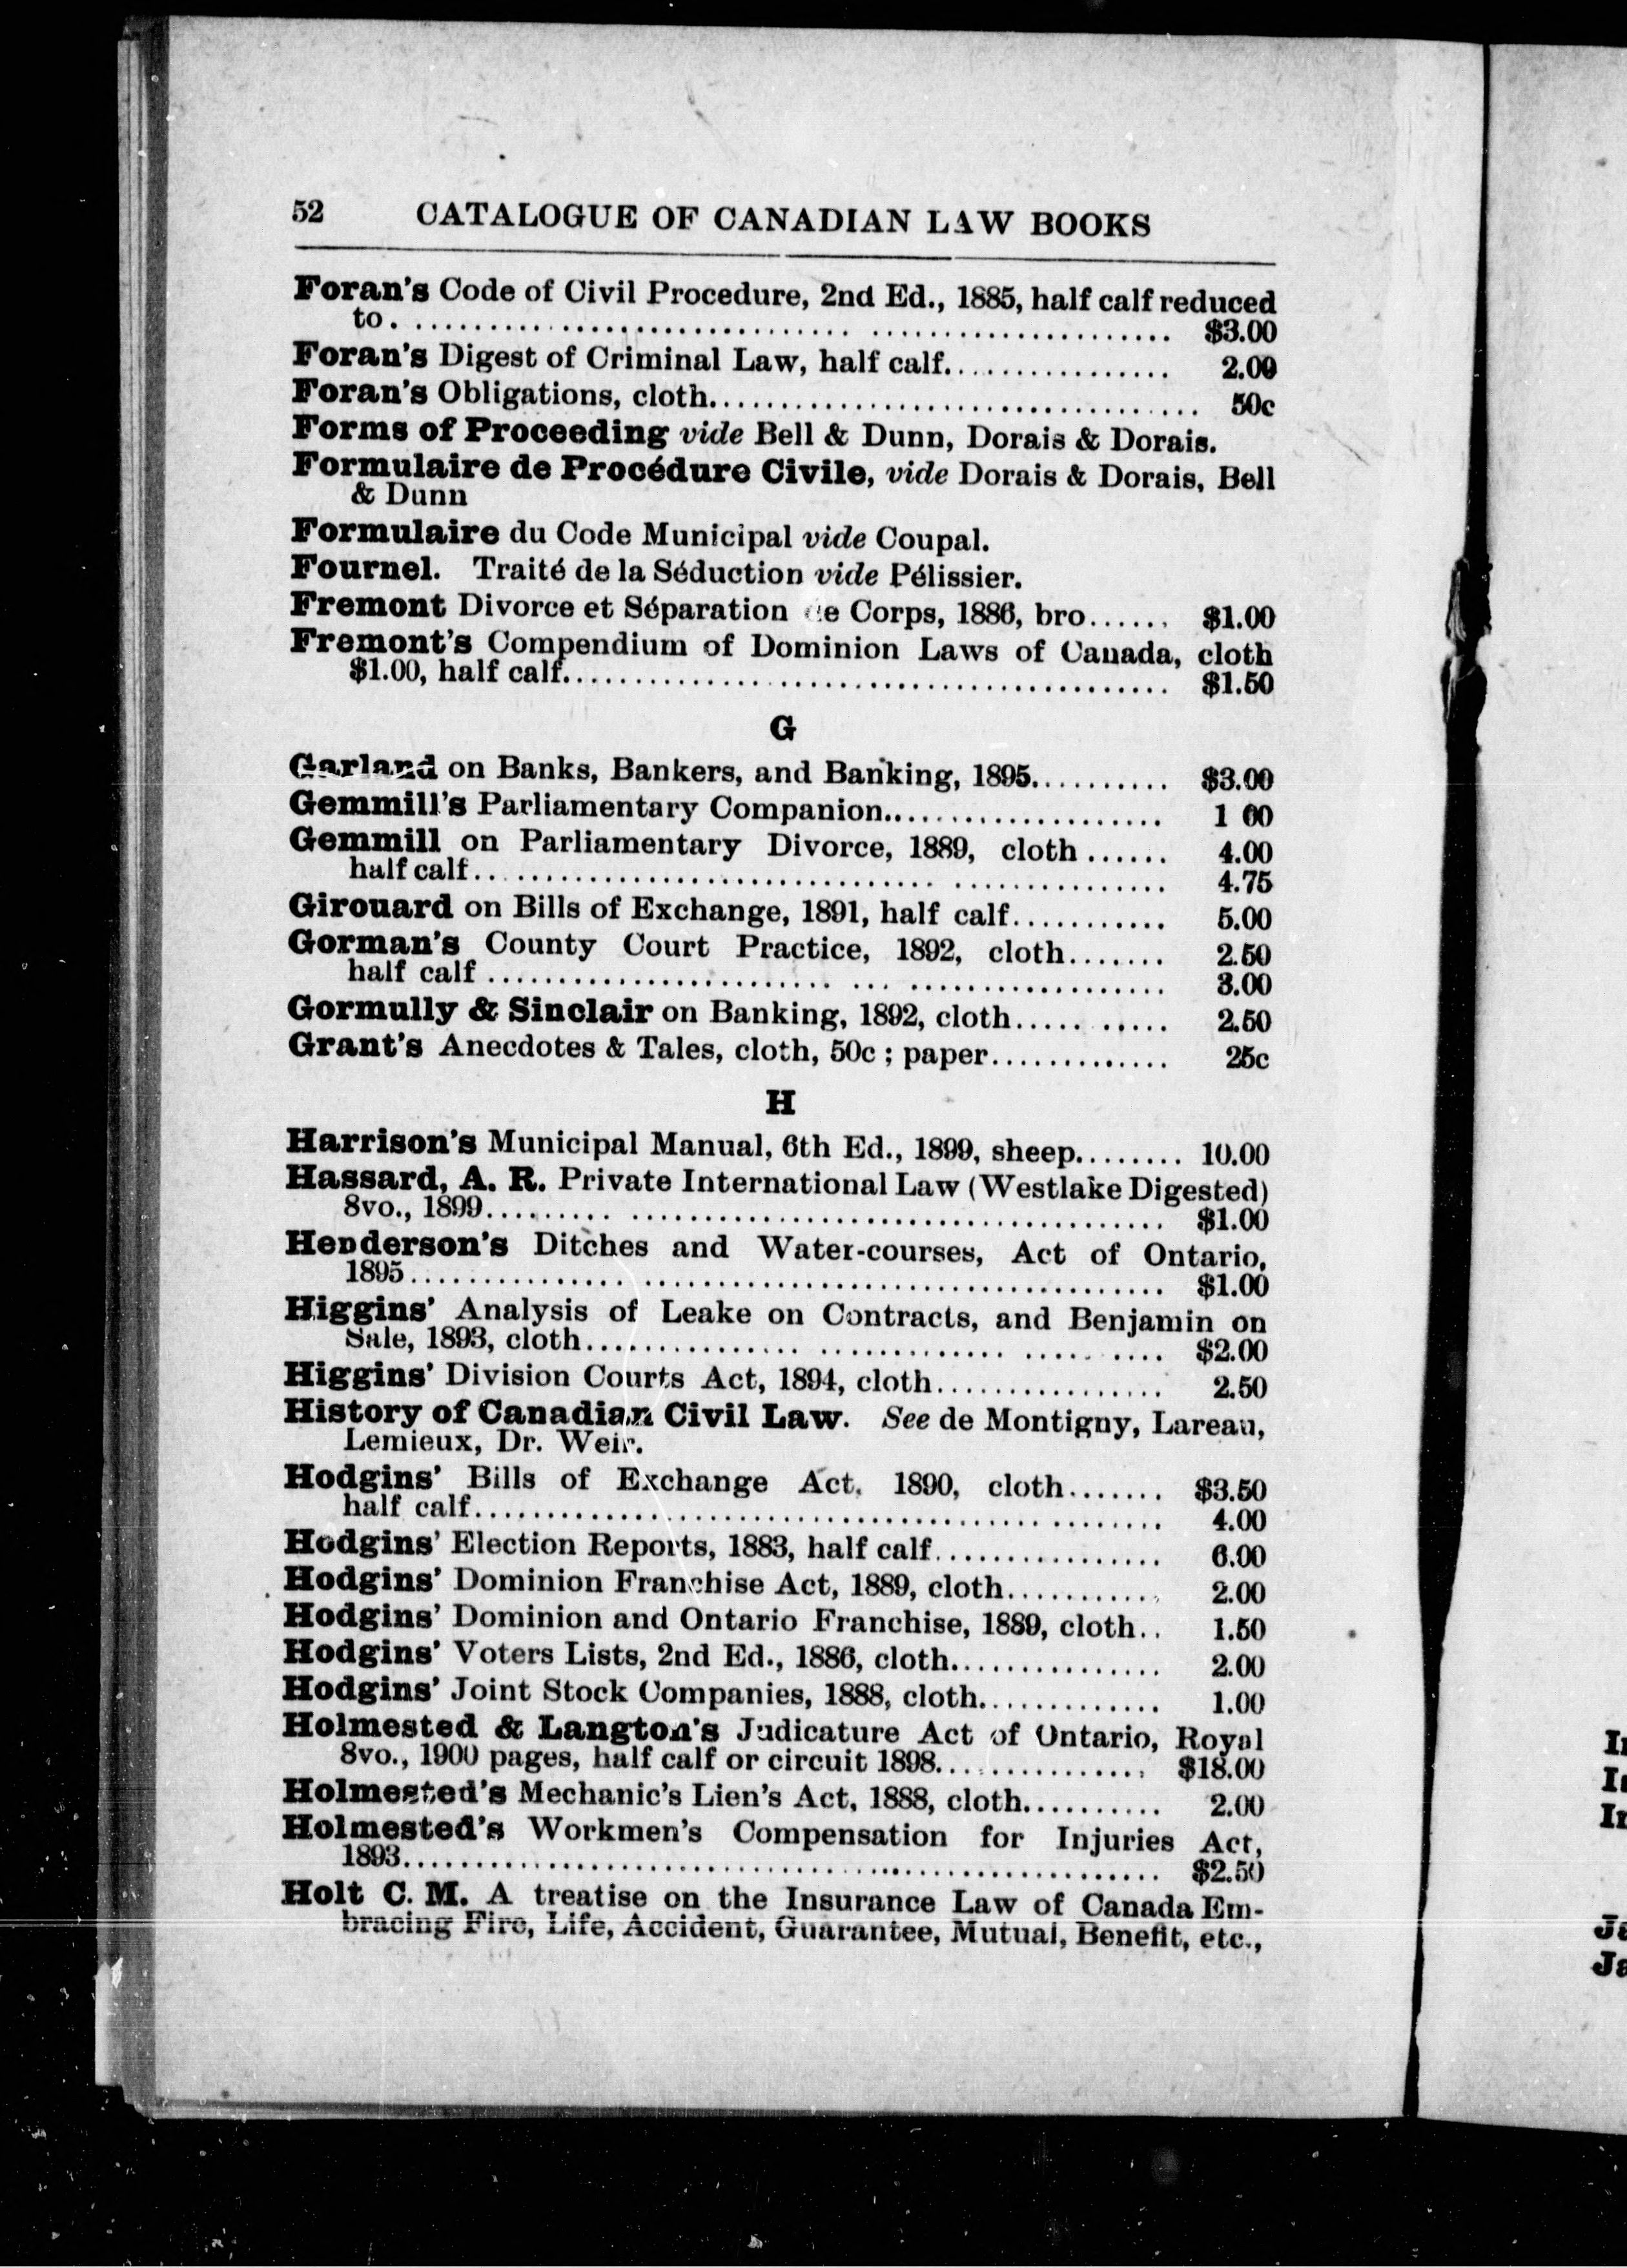 52 CATALOGUE OF CANADIAN LAW BOOKS
Foran's Code of Civil Procedure, 2nd Ed., 1885, half calf reduced
to. ........................................................ $3.00
Foran's Digest of Criminal Law, half calf................ 2.00
Foran's Obligations, cloth.................................. 50c
Forms of Proceeding vide Bell & Dunn, Dorais & Dorais.
Formulaire de Procédure Civile, vide Dorais & Dorais, Bell
& Dunn
Formulaire du Code Municipal vide Coupal.
Fournel. Traité de la Séduction vide Pélissier.
Fremont Divorce et Séparation de Corps, 1886, bro...... $1.00
Fremont's Compendium of Dominion Laws of Canada, cloth
$1.00, half calf.......................................... $1.50
G
Garland on Banks, Bankers, and Banking, 1895.......... $3.00
Gemmill's Parliamentary Companion.................... 1 00
Gemmill on Parliamentary Divorce, 1889, cloth ...... 4.00
half calf................................................ 4.75
Girouard on Bills of Exchange, 1891, half calf........... 5.00
Gorman's County Court Practice, 1892, cloth....... 2.50
half calf ............................................... 3.00
Gormully & Sinclair on Banking, 1892, cloth..... ..... 2.50
Grant's Anecdotes & Tales, cloth, 50c ; paper.............. 25c
H
Harrison's Municipal Manual, 6th Ed., 1899, sheep........ 10.00
Hassard, A. R. Private International Law (Westlake Digested)
8vo., 1899............................................... $1.00
Henderson's Ditches and Water-courses, Act of Ontario,
1895.................................................... $1.00
Higgins' Analysis of Leake on Contracts, and Benjamin on
Sale, 1893, cloth........................................ $2.00
Higgins' Division Courts Act, 1894, cloth................ 2.50
History of Canadian Civil Law. See de Montigny, Lareau,
Lemieux, Dr. Weir.
Hodgins' Bills of Exchange Act, 1890, cloth....... $3.50
half calf................................................ 4.00
Hodgins' Election Reports, 1883, half calf................ 6.00
Hodgins' Dominion Franchise Act, 1889, cloth............ 2.00
Hodgins' Dominion and Ontario Franchise, 1889, cloth.. 1.50
Hodgins' Voters Lists, 2nd Ed., 1886, cloth............... 2.00
Hodgins' Joint Stock Companies, 1888, cloth............. 1.00
Holmested & Langton's Judicature Act of Ontario, Royal
8vo., 1900 pages, half calf or circuit 1898............... $18.00
Holmested's Mechanic's Lien's Act, 1888, cloth.......... 2.00
Holmested's Workmen's Compensation for Injuries Act,
1893.................................................... $2.50
Holt C. M. A treatise on the Insurance Law of Canada Em-
bracing Fire, Life, Accident, Guarantee, Mutual, Benefit, etc.,